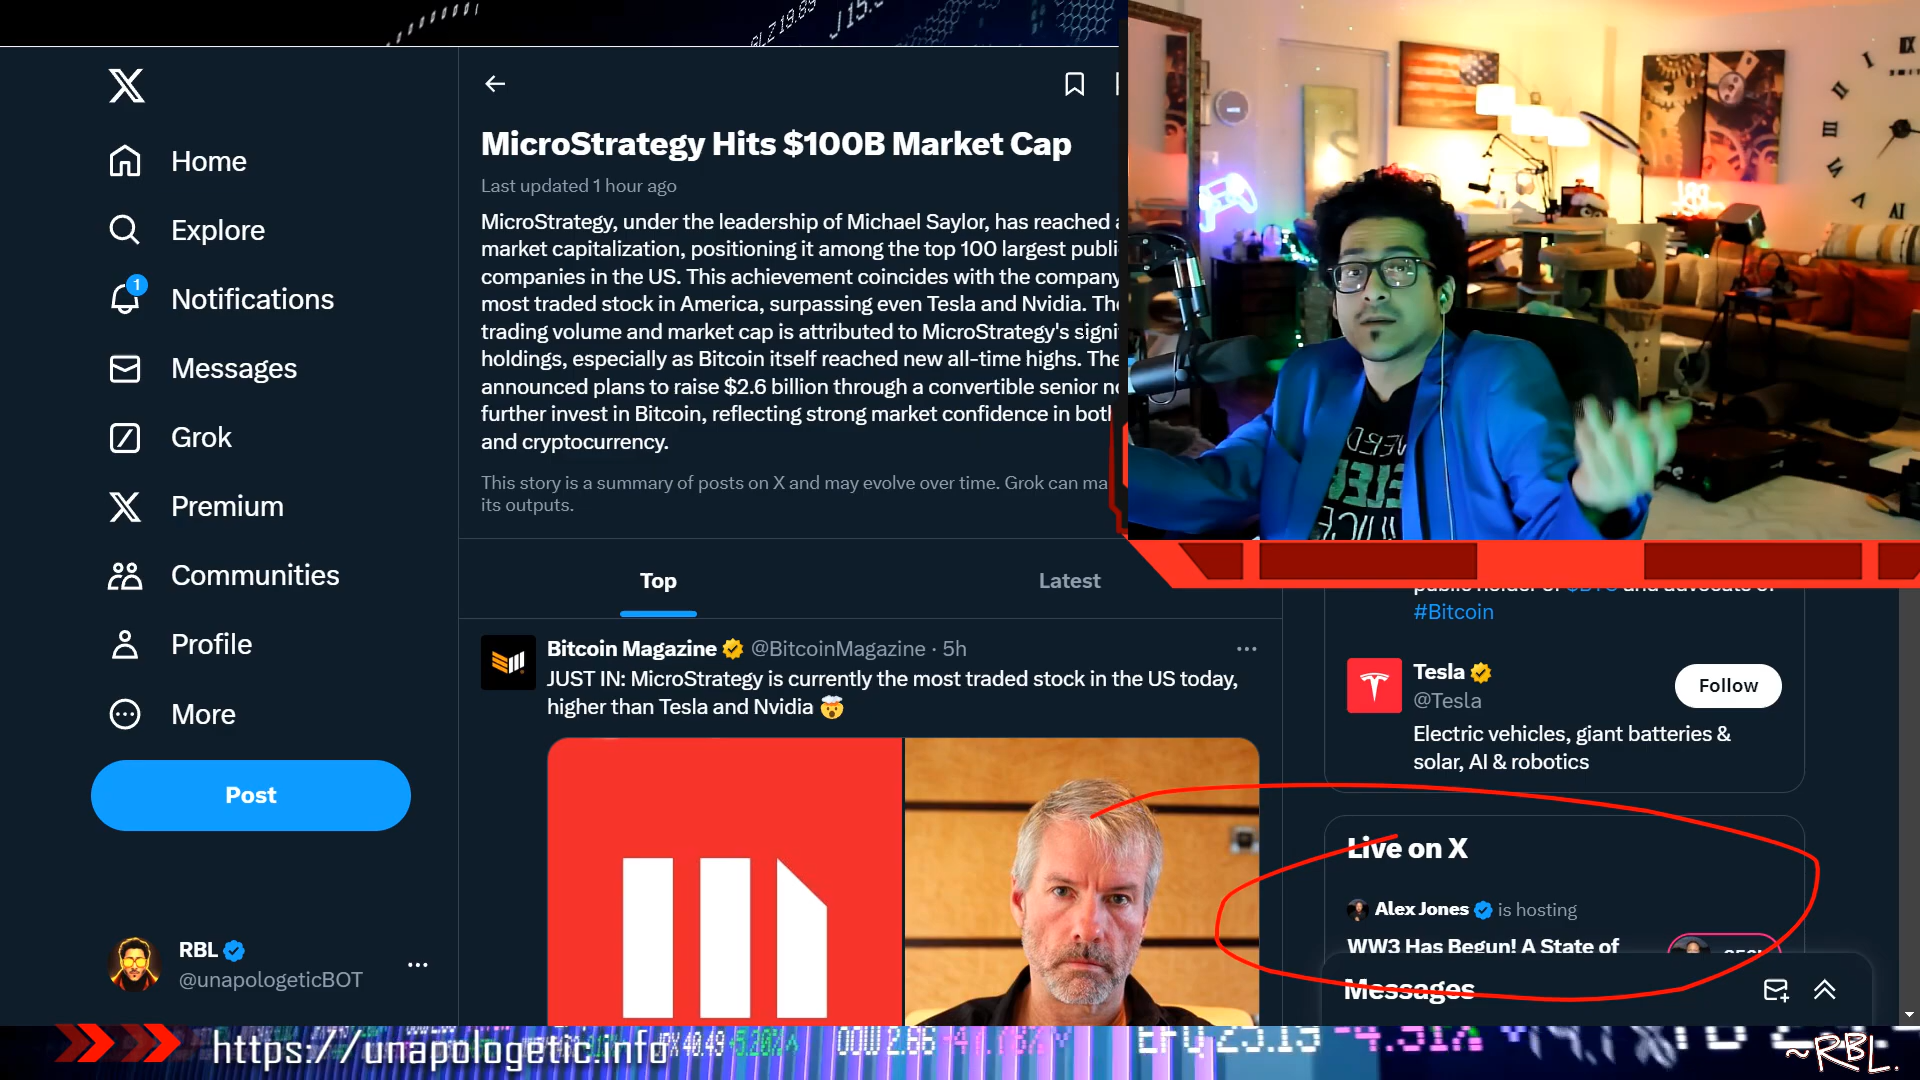 Home
Explore
1
Notifications
Messages
Grok
Premium
Communities
Profile
More
Post
RBL
@unapologeticBOT
MicroStrategy Hits $100B Market Cap
Last updated 1 hour ago
MicroStrategy, under the leadership of Michael Saylor, has reached
market capitalization, positioning it among the top 100 largest
companies in the US. This achievement coincides with the company
most traded stock in America, surpassing even Tesla and Nvidia.
trading volume and market cap is attributed to MicroStrategy's
holdings, especially as Bitcoin itself reached new all-time highs.
announced plans to raise $2.6 billion through a convertible senior
further invest in Bitcoin, reflecting strong market confidence in
and cryptocurrency.
This story is a summary of posts on X and may evolve over time. Grok can
its outputs.
Top
Latest
Bitcoin Magazine @BitcoinMagazine · 5h
JUST IN: MicroStrategy is currently the most traded stock in the US today,
higher than Tesla and Nvidia 🤯
public holder of $BTC and advocate of
#Bitcoin
Tesla
@Tesla
Follow
Electric vehicles, giant batteries &
solar, AI & robotics
Live on X
Alex Jones is hosting
WW3 Has Begun! A State of
Messages
https://unapologetic.info
~RBL.